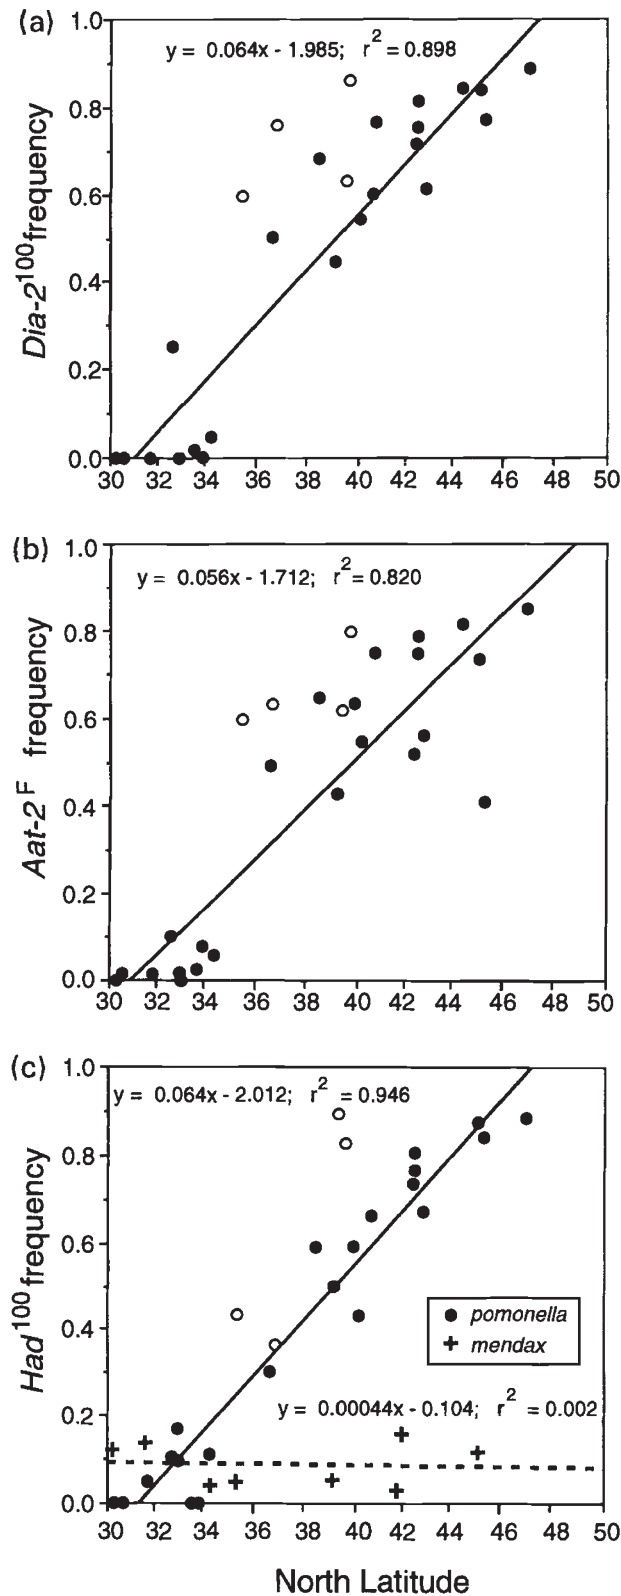 (a)
y = 0.064x - 1.985; r² = 0.898
Dia-2¹⁰⁰ frequency
1.0
0.8
0.6
0.4
0.2
0.0
30 32 34 36 38 40 42 44 46 48 50
(b)
y = 0.056x - 1.712; r² = 0.820
Aat-2ᶠ frequency
1.0
0.8
0.6
0.4
0.2
0.0
30 32 34 36 38 40 42 44 46 48 50
(c)
y = 0.064x - 2.012; r² = 0.946
Had¹⁰⁰ frequency
1.0
0.8
0.6
0.4
0.2
0.0
pomonella
mendax
y = 0.00044x - 0.104; r² = 0.002
30 32 34 36 38 40 42 44 46 48 50
North Latitude